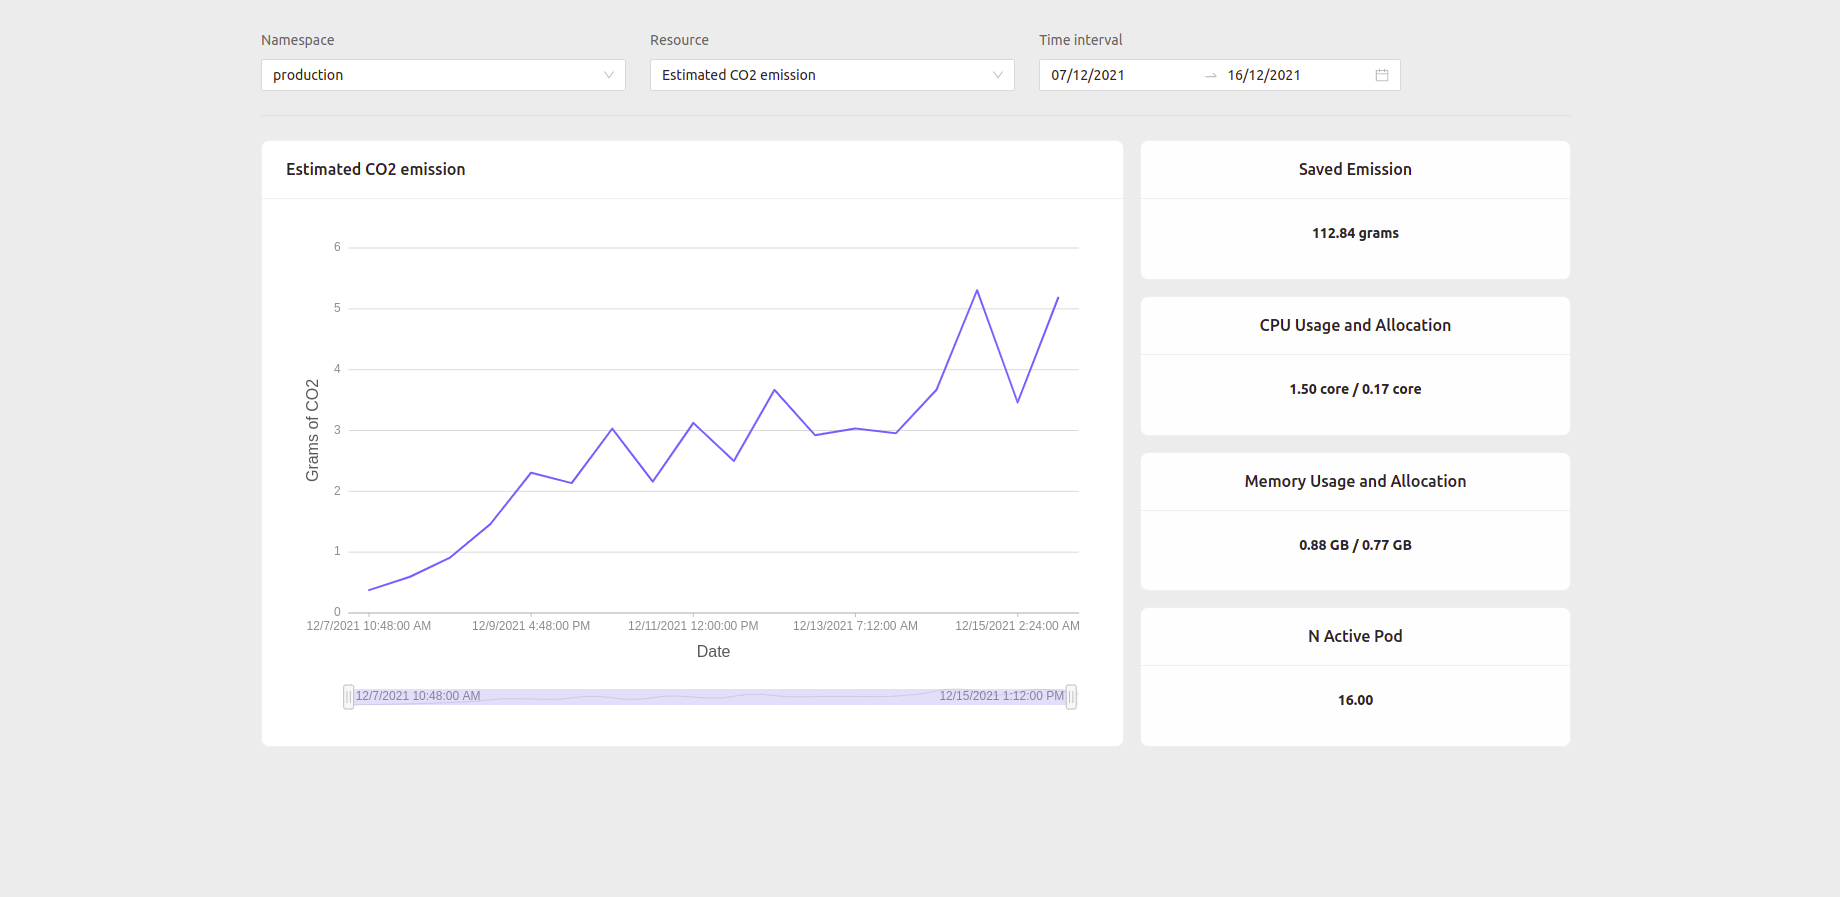 Namespace
Resource
Time interval
production
Estimated CO2 emission
07/12/2021
16/12/2021
Estimated CO2 emission
6
5
4
3
2
1
0
Grams of CO2
12/7/2021 10:48:00 AM
12/9/2021 4:48:00 PM
12/11/2021 12:00:00 PM
12/13/2021 7:12:00 AM
12/15/2021 2:24:00 AM
Date
12/7/2021 10:48:00 AM
12/15/2021 1:12:00 PM
Saved Emission
112.84 grams
CPU Usage and Allocation
1.50 core / 0.17 core
Memory Usage and Allocation
0.88 GB / 0.77 GB
N Active Pod
16.00